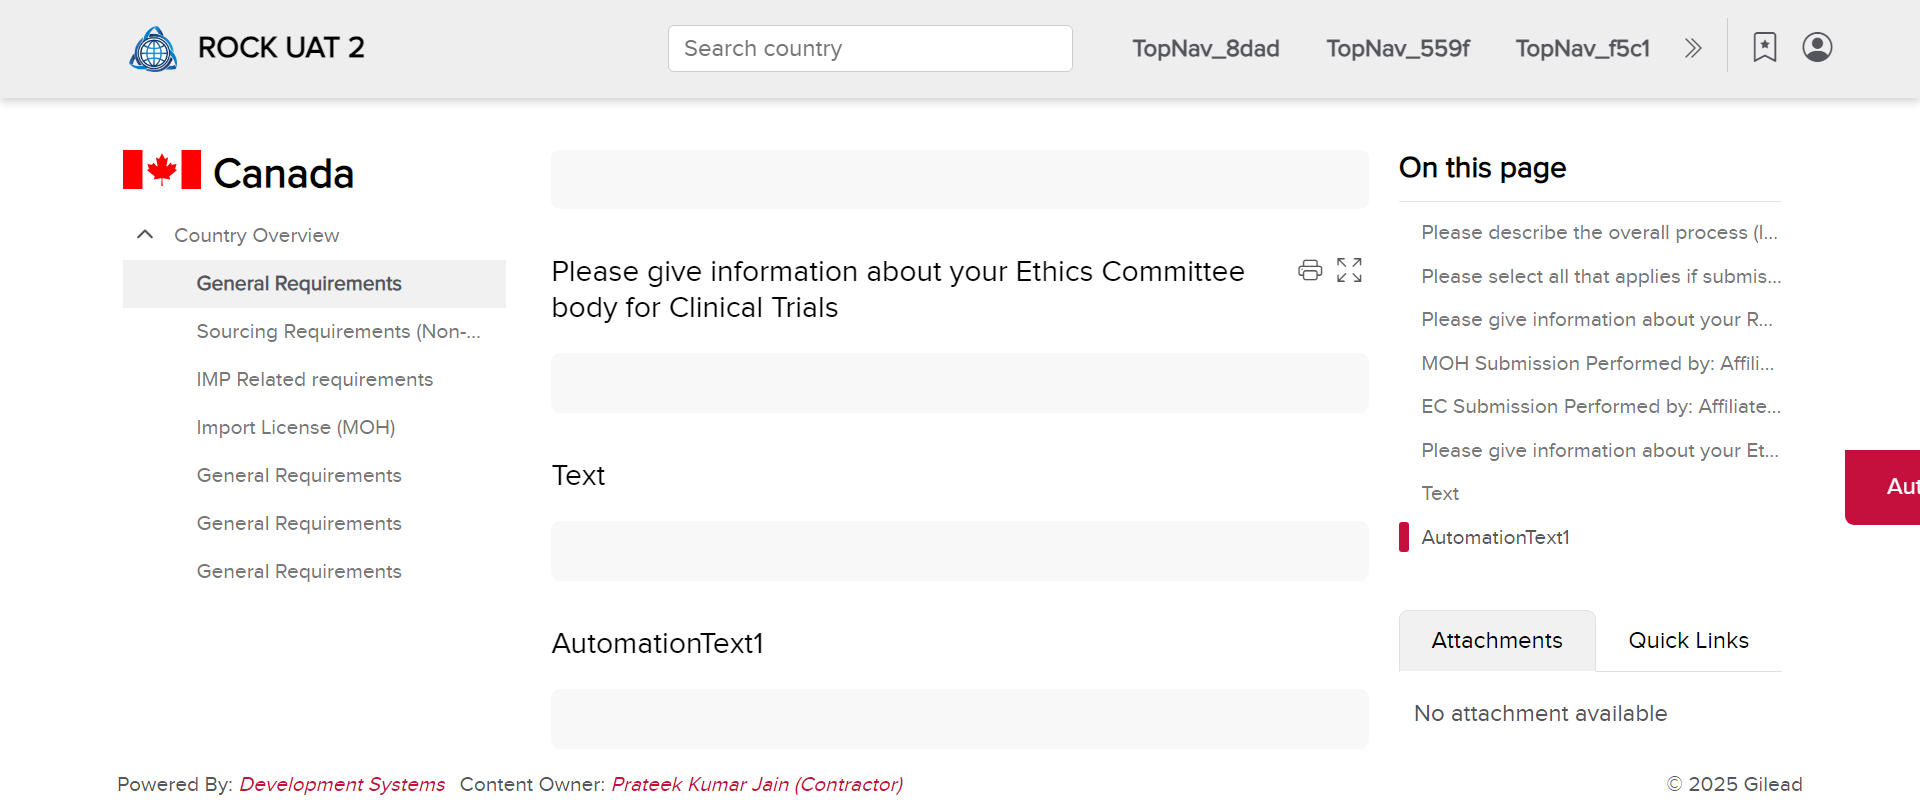 ROCK UAT 2
Search country
TopNav_8dad
TopNav_559f
TopNav_f5c1
Canada
Country Overview
General Requirements
Sourcing Requirements (Non-...
IMP Related requirements
Import License (MOH)
General Requirements
General Requirements
General Requirements
Please give information about your Ethics Committee
body for Clinical Trials
Text
AutomationText1
On this page
Please describe the overall process (I...
Please select all that applies if submis...
Please give information about your R...
MOH Submission Performed by: Affili...
EC Submission Performed by: Affiliate...
Please give information about your Et...
Text
AutomationText1
Attachments
Quick Links
No attachment available
Aut
Powered By: Development Systems Content Owner: Prateek Kumar Jain (Contractor)
© 2025 Gilead